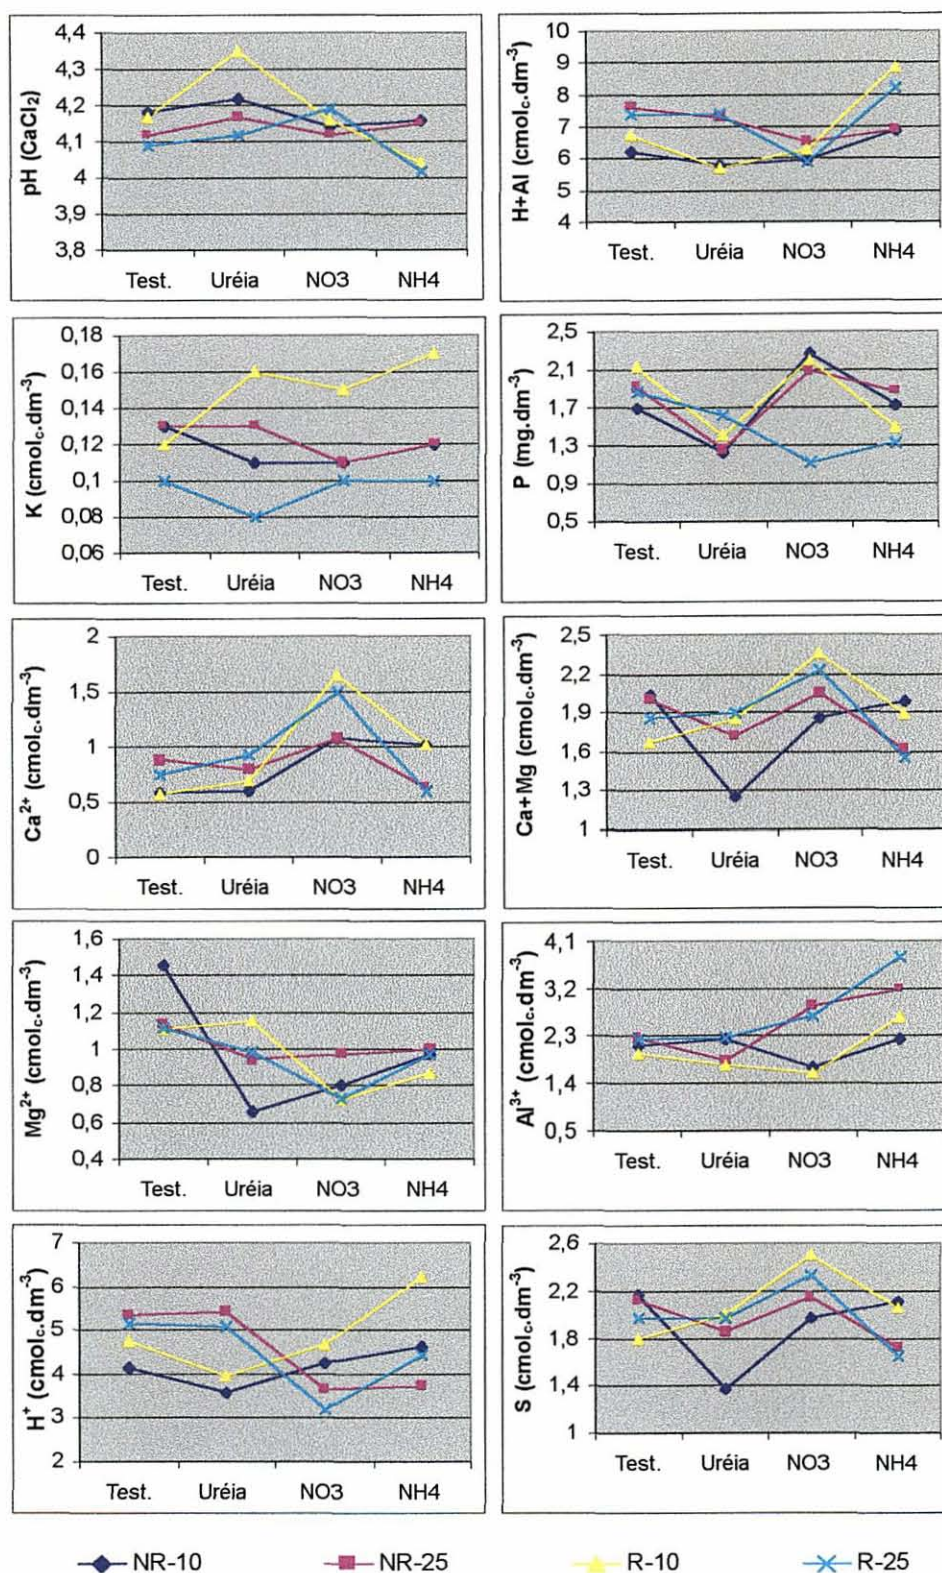 pH (CaCl₂)
4,4
4,3
4,2
4,1
4
3,9
3,8
Test. Uréia NO3 NH4
H+Al (cmol꜀.dm⁻³)
10
9
8
7
6
5
4
Test. Uréia NO3 NH4
K (cmol꜀.dm⁻³)
0,18
0,16
0,14
0,12
0,1
0,08
0,06
Test. Uréia NO3 NH4
P (mg.dm⁻³)
2,5
2,1
1,7
1,3
0,9
0,5
Test. Uréia NO3 NH4
Ca²⁺ (cmol꜀.dm⁻³)
2
1,5
1
0,5
0
Test. Uréia NO3 NH4
Ca+Mg (cmol꜀.dm⁻³)
2,5
2,2
1,9
1,6
1,3
1
Test. Uréia NO3 NH4
Mg²⁺ (cmol꜀.dm⁻³)
1,6
1,4
1,2
1
0,8
0,6
0,4
Test. Uréia NO3 NH4
Al³⁺ (cmol꜀.dm⁻³)
4,1
3,2
2,3
1,4
0,5
Test. Uréia NO3 NH4
H⁺ (cmol꜀.dm⁻³)
7
6
5
4
3
2
Test. Uréia NO3 NH4
S (cmol꜀.dm⁻³)
2,6
2,2
1,8
1,4
1
Test. Uréia NO3 NH4
NR-10 NR-25 R-10 R-25